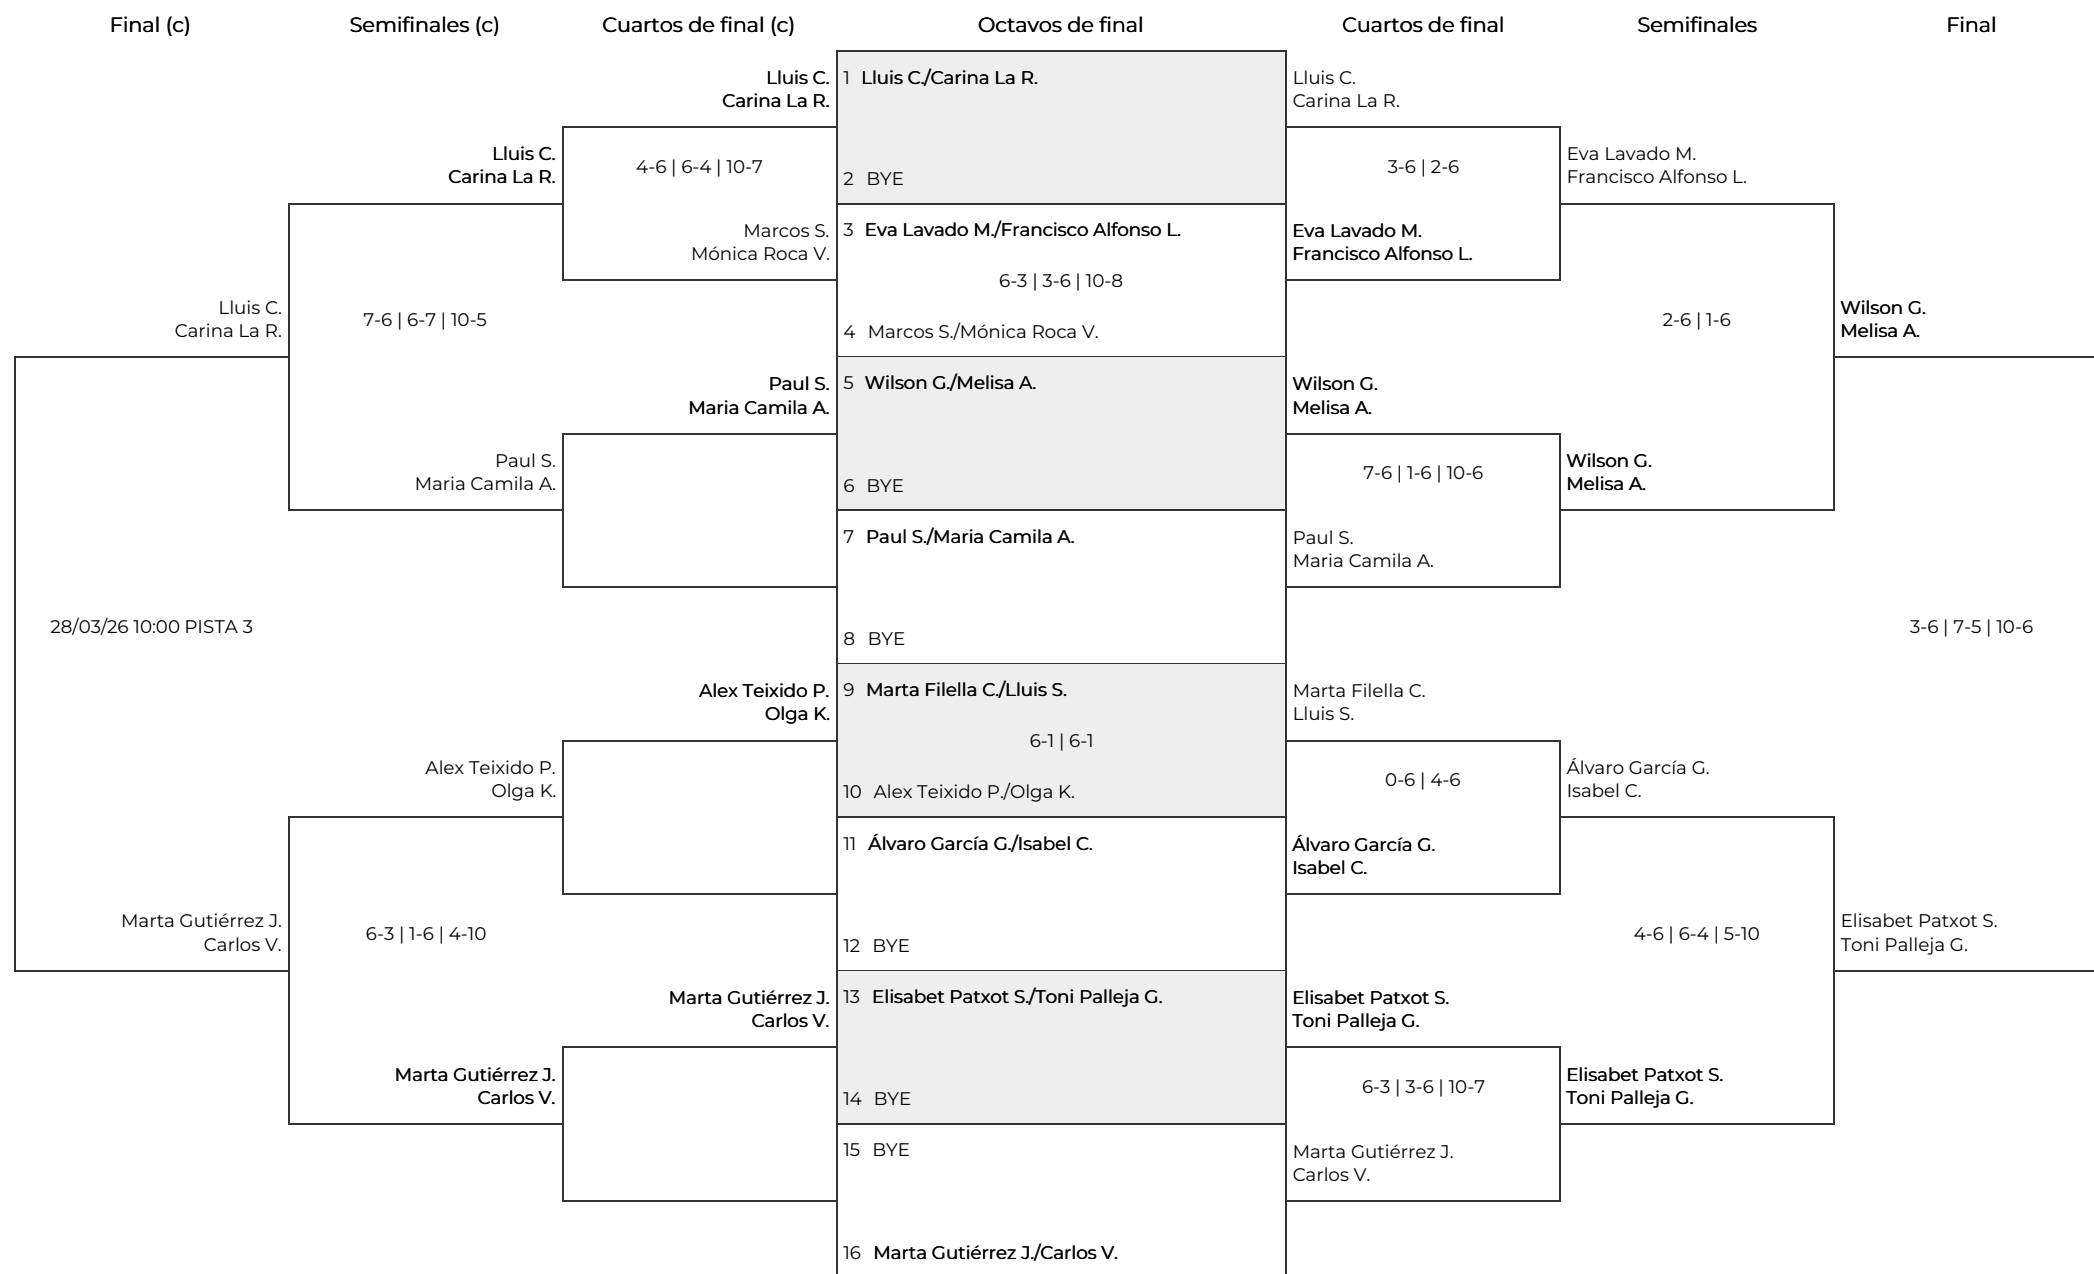 Final (c)
Semifinales (c)
Cuartos de final (c)
Octavos de final
Cuartos de final
Semifinales
Final
Lluis C.
Carina La R.
Lluis C.
Carina La R.
4-6 | 6-4 | 10-7
Marcos S.
Mónica Roca V.
Lluis C.
Carina La R.
7-6 | 6-7 | 10-5
Paul S.
Maria Camila A.
Paul S.
Maria Camila A.
28/03/26 10:00 PISTA 3
Alex Teixido P.
Olga K.
Alex Teixido P.
Olga K.
Marta Gutiérrez J.
Carlos V.
6-3 | 1-6 | 4-10
Marta Gutiérrez J.
Carlos V.
Marta Gutiérrez J.
Carlos V.
1 Lluis C./Carina La R.
2 BYE
3 Eva Lavado M./Francisco Alfonso L.
6-3 | 3-6 | 10-8
4 Marcos S./Mónica Roca V.
5 Wilson G./Melisa A.
6 BYE
7 Paul S./Maria Camila A.
8 BYE
9 Marta Filella C./Lluis S.
6-1 | 6-1
10 Alex Teixido P./Olga K.
11 Álvaro García G./Isabel C.
12 BYE
13 Elisabet Patxot S./Toni Palleja G.
14 BYE
15 BYE
16 Marta Gutiérrez J./Carlos V.
Lluis C.
Carina La R.
3-6 | 2-6
Eva Lavado M.
Francisco Alfonso L.
Eva Lavado M.
Francisco Alfonso L.
2-6 | 1-6
Wilson G.
Melisa A.
Wilson G.
Melisa A.
7-6 | 1-6 | 10-6
Wilson G.
Melisa A.
Paul S.
Maria Camila A.
3-6 | 7-5 | 10-6
Marta Filella C.
Lluis S.
0-6 | 4-6
Álvaro García G.
Isabel C.
Álvaro García G.
Isabel C.
4-6 | 6-4 | 5-10
Elisabet Patxot S.
Toni Palleja G.
Elisabet Patxot S.
Toni Palleja G.
6-3 | 3-6 | 10-7
Elisabet Patxot S.
Toni Palleja G.
Marta Gutiérrez J.
Carlos V.